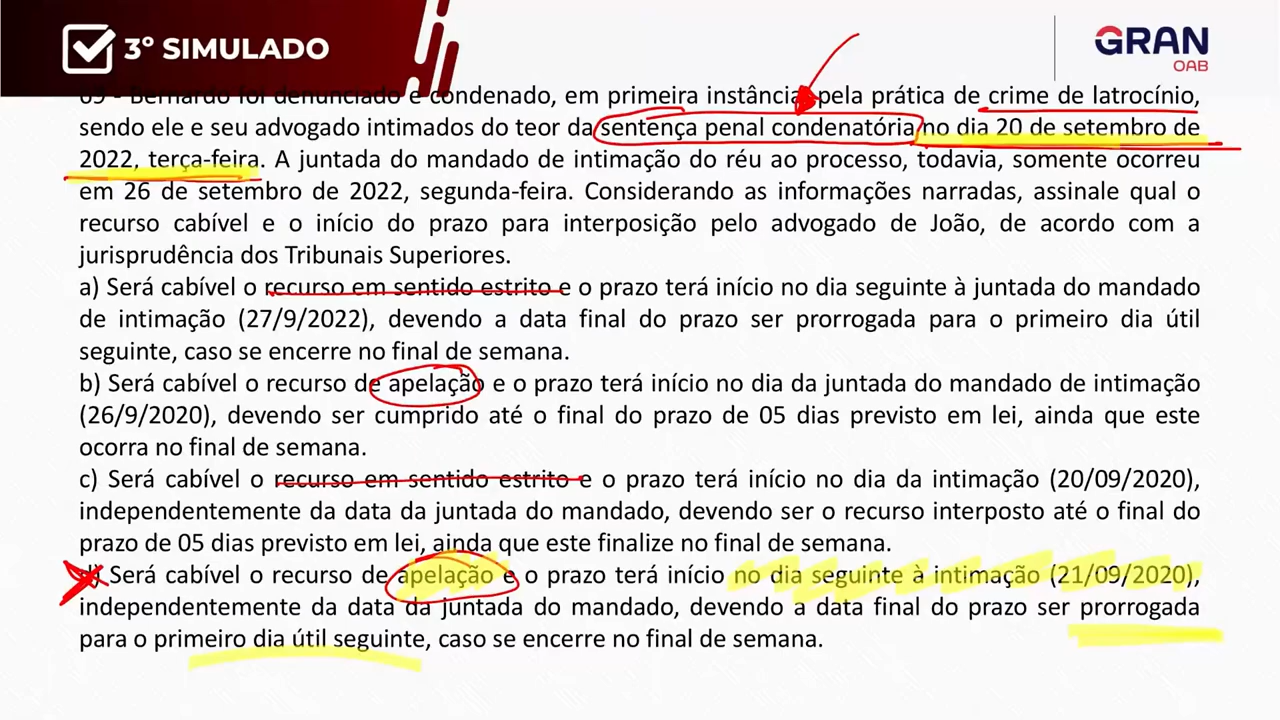 3º SIMULADO
GRAN
OAB
69 - Bernardo foi denunciado e condenado, em primeira instância, pela prática de crime de latrocínio,
sendo ele e seu advogado intimados do teor da sentença penal condenatória no dia 20 de setembro de
2022, terça-feira. A juntada do mandado de intimação do réu ao processo, todavia, somente ocorreu
em 26 de setembro de 2022, segunda-feira. Considerando as informações narradas, assinale qual o
recurso cabível e o início do prazo para interposição pelo advogado de João, de acordo com a
jurisprudência dos Tribunais Superiores.
a) Será cabível o recurso em sentido estrito e o prazo terá início no dia seguinte à juntada do mandado
de intimação (27/9/2022), devendo a data final do prazo ser prorrogada para o primeiro dia útil
seguinte, caso se encerre no final de semana.
b) Será cabível o recurso de apelação e o prazo terá início no dia da juntada do mandado de intimação
(26/9/2020), devendo ser cumprido até o final do prazo de 05 dias previsto em lei, ainda que este
ocorra no final de semana.
c) Será cabível o recurso em sentido estrito e o prazo terá início no dia da intimação (20/09/2020),
independentemente da data da juntada do mandado, devendo ser o recurso interposto até o final do
prazo de 05 dias previsto em lei, ainda que este finalize no final de semana.
d) Será cabível o recurso de apelação e o prazo terá início no dia seguinte à intimação (21/09/2020),
independentemente da data da juntada do mandado, devendo a data final do prazo ser prorrogada
para o primeiro dia útil seguinte, caso se encerre no final de semana.